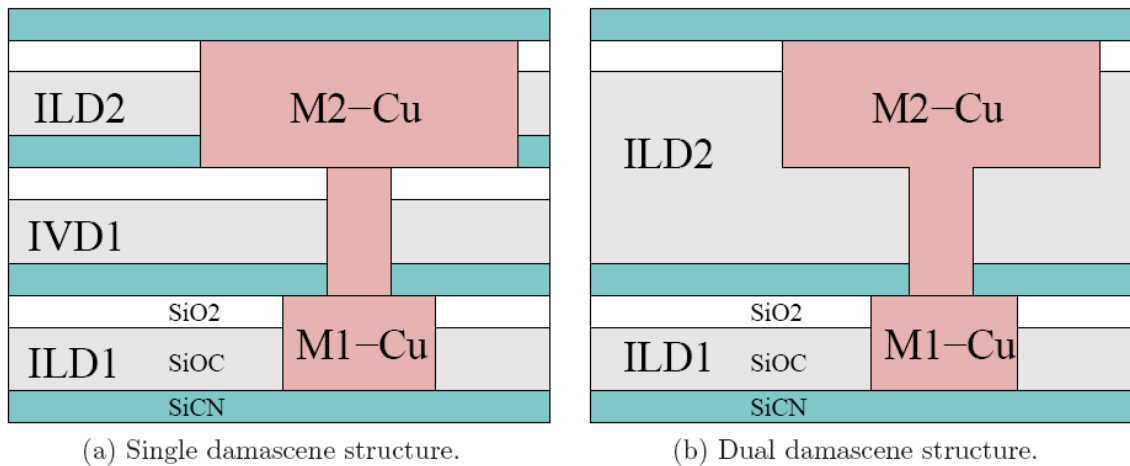 M2−Cu
ILD2
IVD1
SiO2
ILD1
SiOC
M1−Cu
SiCN
(a) Single damascene structure.
M2−Cu
ILD2
SiO2
ILD1
SiOC
M1−Cu
SiCN
(b) Dual damascene structure.